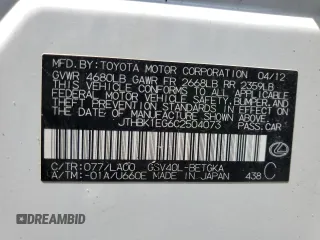 MFD.BY:TOYOTA MOTOR CORPORATION 04/12
GVWR 4680LB GAWR FR 2668LB RR 2359LB
THIS VEHICLE CONFORMS TO ALL APPLICABLE
FEDERAL MOTOR VEHICLE SAFETY, BUMPER, AND
THEFT PREVENTION STANDARDS IN EFFECT ON
THE DATE OF MANUFACTURE SHOWN ABOVE.
JTHBK1EG6C2504073 PASS.CAR
C/TR:077/LA00 GSV40L-BETGKA
A/TM:-01A/U660E MADE IN JAPAN 438 C
OtoBidMaster